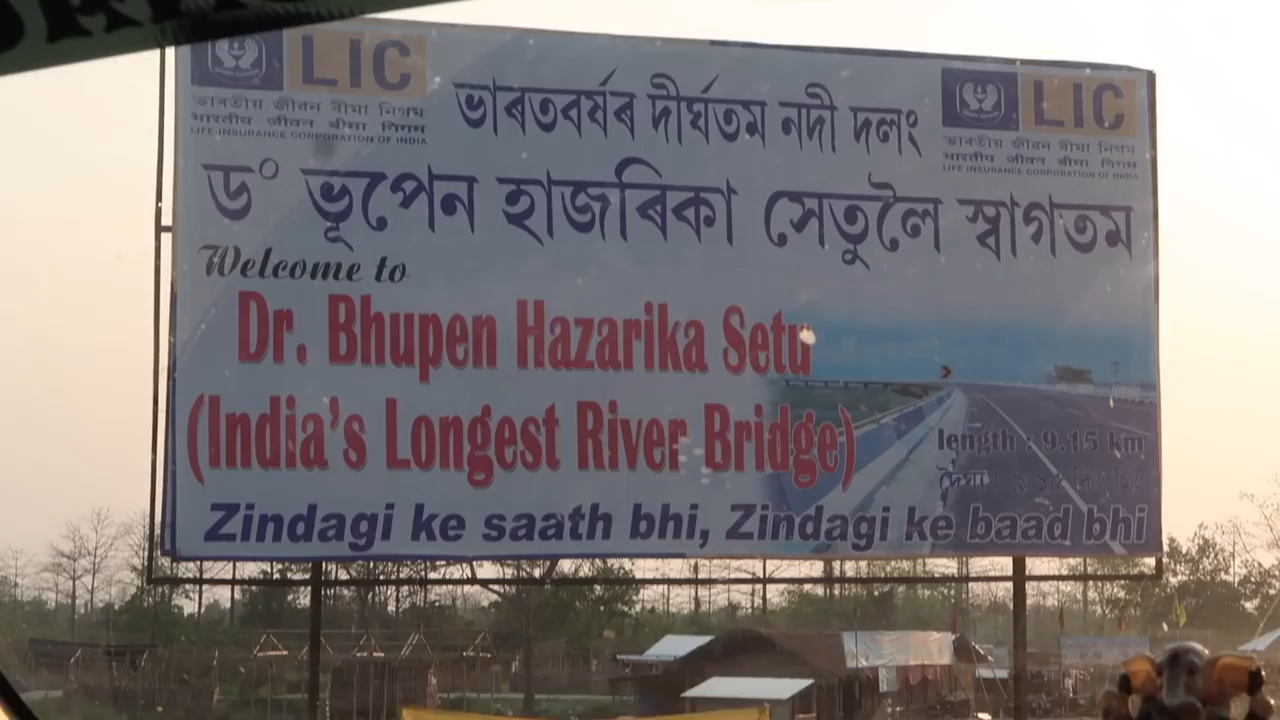 LIC
ভাৰতীয় জীৱন বীমা নিগম
भारतीय जीवन बीमा निगम
LIFE INSURANCE CORPORATION OF INDIA
ভাৰতবৰ্ষৰ দীৰ্ঘতম নদী দলং
LIC
ভাৰতীয় জীৱন বীমা নিগম
भारतीय जीवन बीमा निगम
LIFE INSURANCE CORPORATION OF INDIA
ড° ভূপেন হাজৰিকা সেতুলৈ স্বাগতম
Welcome to
Dr. Bhupen Hazarika Setu
(India's Longest River Bridge)
length : 9.15 km
দৈৰ্ঘ্য : ৯.১৫
Zindagi ke saath bhi, Zindagi ke baad bhi